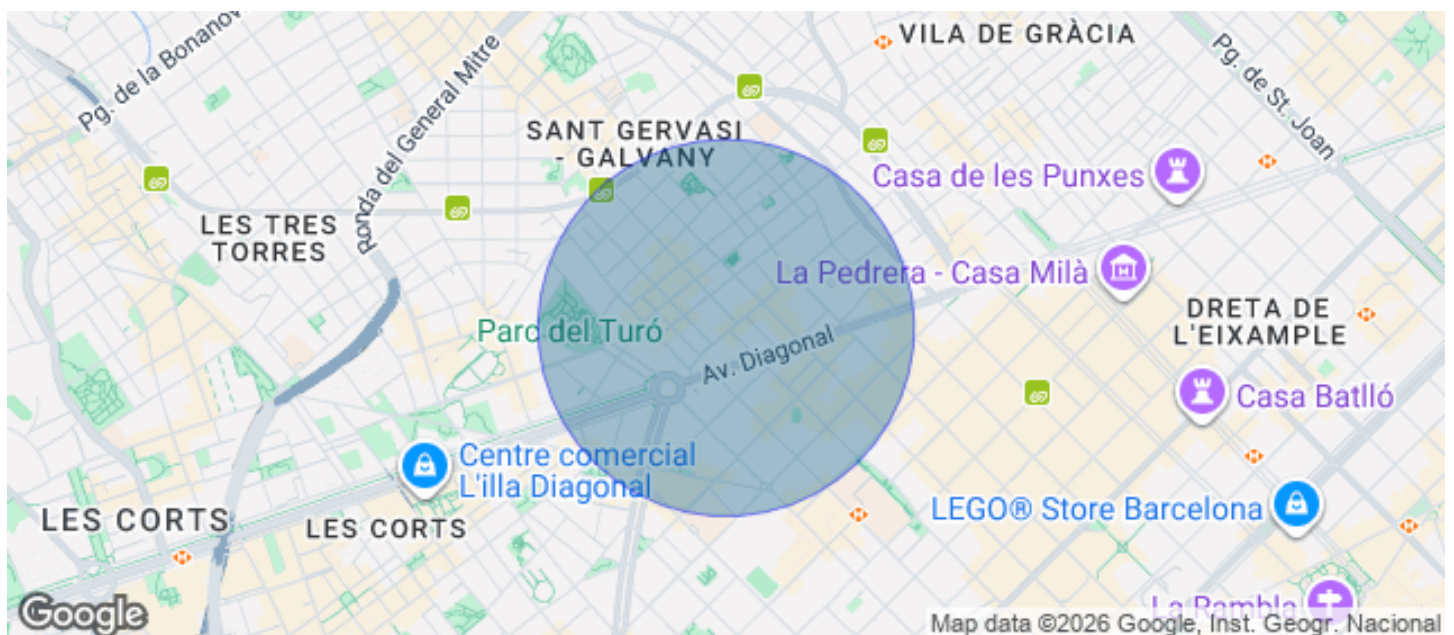 Pg. de la Bonanov
Ronda del General Mitre
VILA DE GRÀCIA
Pg. de St. Joan
SANT GERVASI
- GALVANY
Casa de les Punxes
LES TRES
TORRES
La Pedrera - Casa Milà
DRETA DE
L'EIXAMPLE
Parc del Turó
Av. Diagonal
Casa Batlló
Centre comercial
L'illa Diagonal
LES CORTS
LES CORTS
LEGO® Store Barcelona
La Rambla
Google
Map data ©2026 Google, Inst. Geogr. Nacional